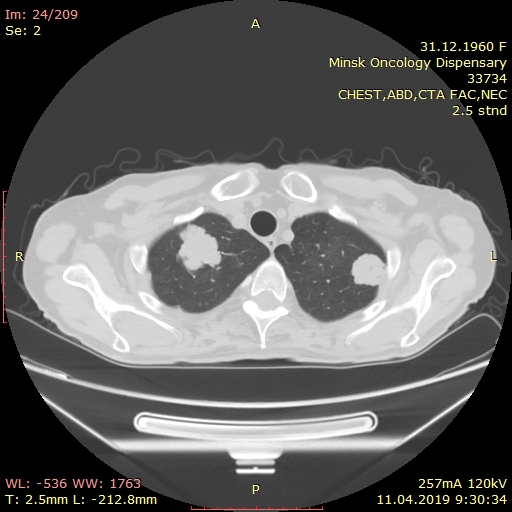 Im: 24/209
Se: 2
A
31.12.1960 F
Minsk Oncology Dispensary
33734
CHEST,ABD,CTA FAC,NEC
2.5 stnd
R
L
WL: -536 WW: 1763
T: 2.5mm L: -212.8mm
P
257mA 120kV
11.04.2019 9:30:34